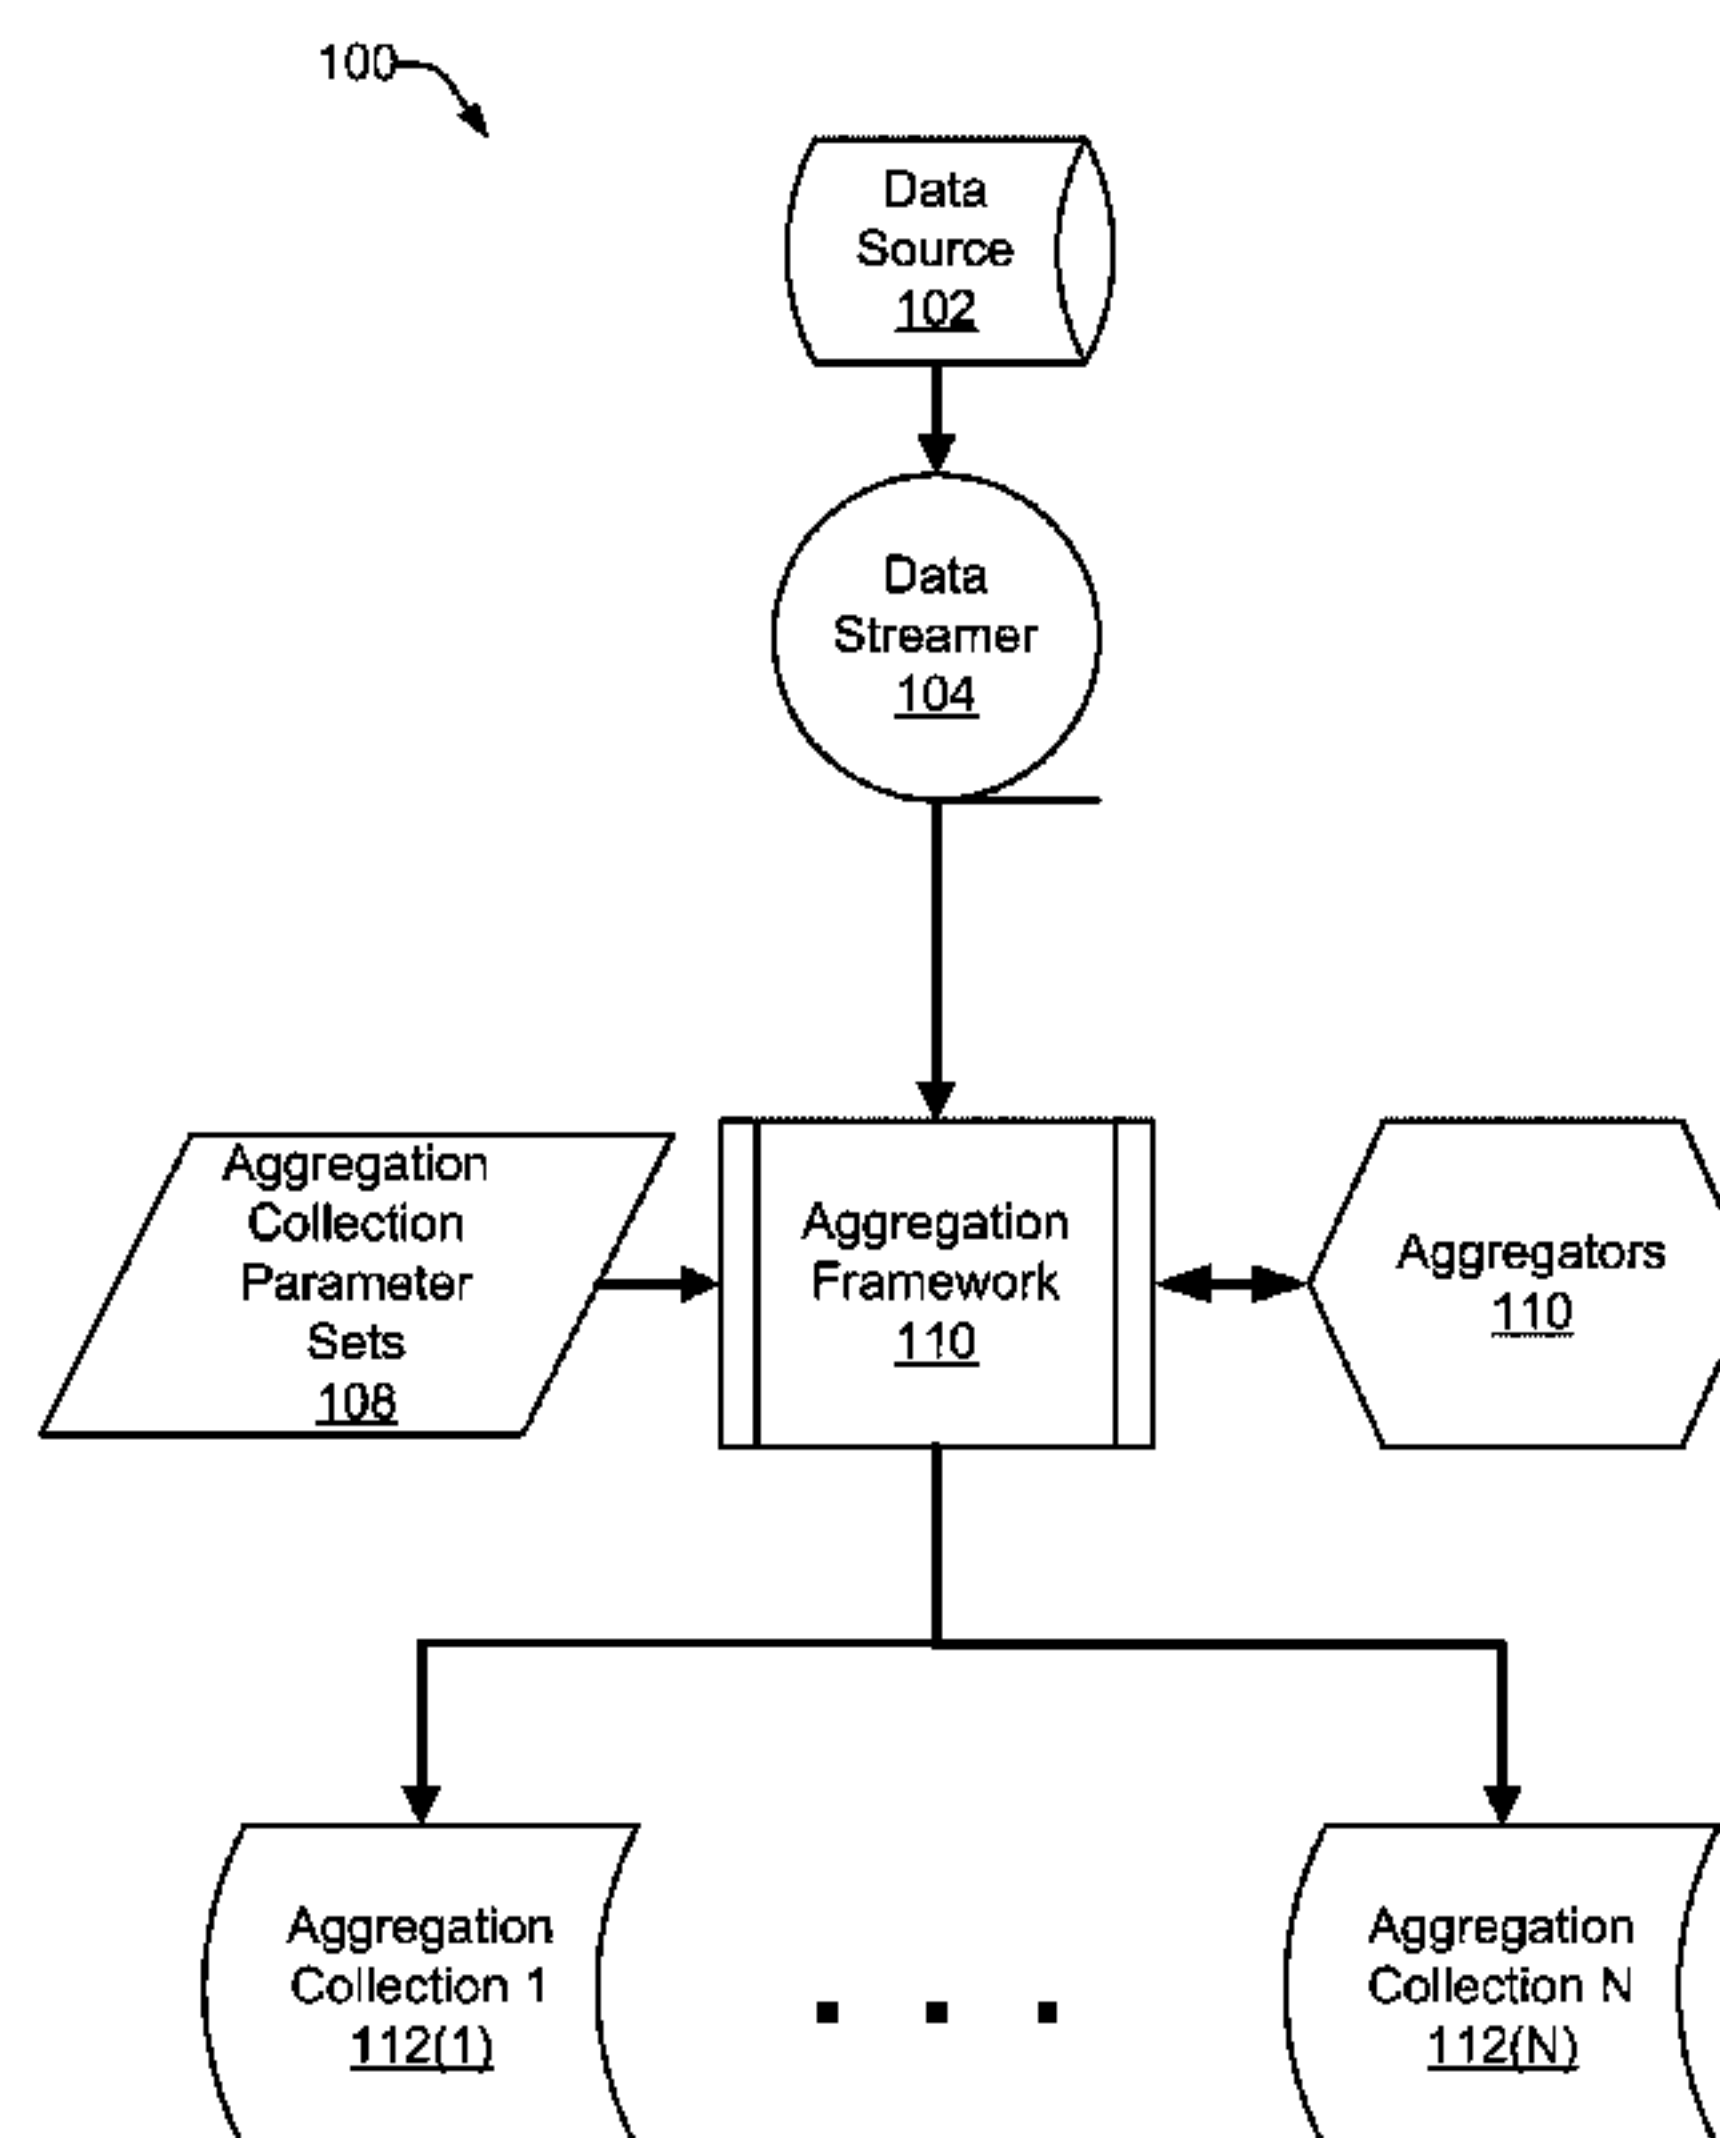 100
Data
Source
102
Data
Streamer
104
Aggregation
Collection
Parameter
Sets
108
Aggregation
Framework
110
Aggregators
110
Aggregation
Collection 1
112(1)
Aggregation
Collection N
112(N)